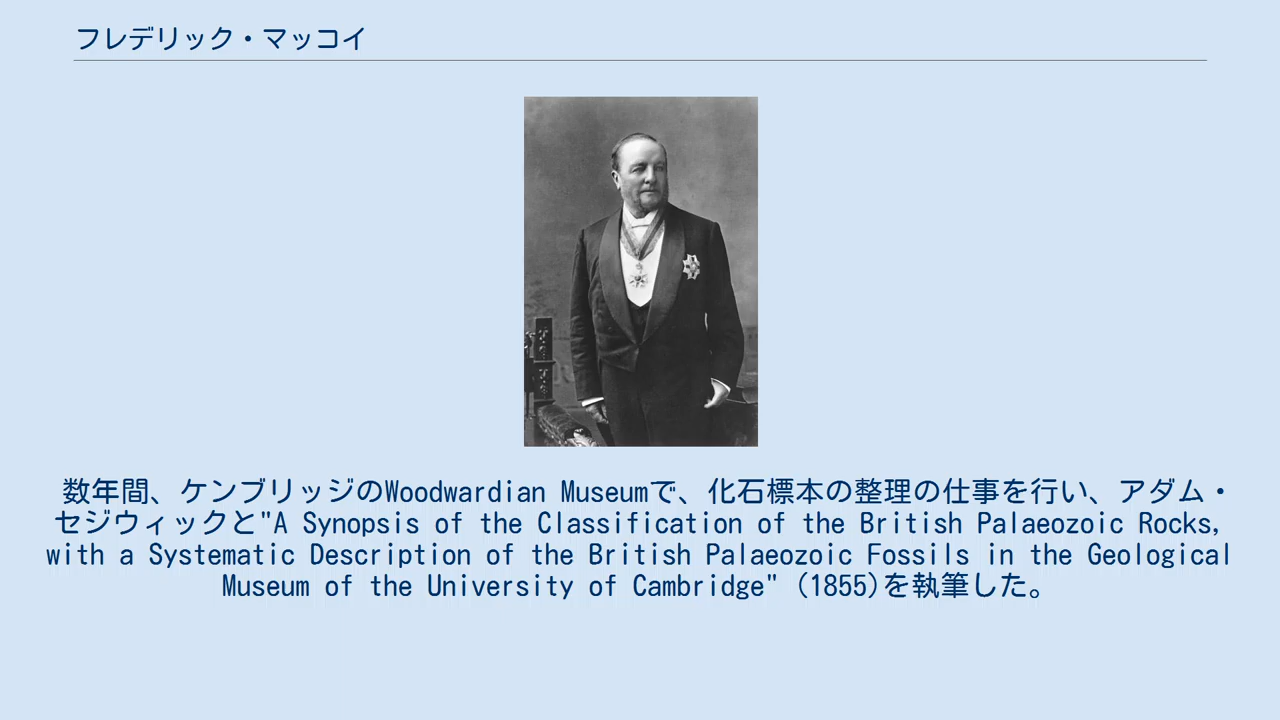 フレデリック・マッコイ
数年間、ケンブリッジのWoodwardian Museumで、化石標本の整理の仕事を行い、アダム・
セジウィックと"A Synopsis of the Classification of the British Palaeozoic Rocks,
with a Systematic Description of the British Palaeozoic Fossils in the Geological
Museum of the University of Cambridge" (1855)を執筆した。